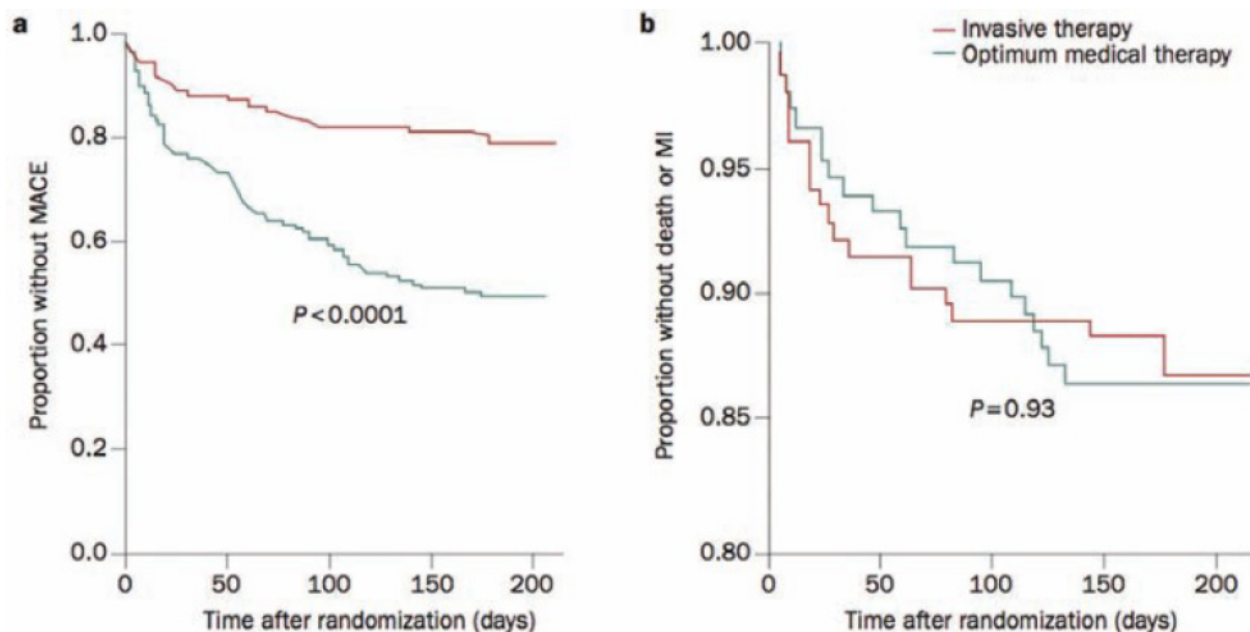 a
1.0
0.8
0.6
0.4
0.2
0.0
Proportion without MACE
P<0.0001
0 50 100 150 200
Time after randomization (days)
b
Invasive therapy
Optimum medical therapy
1.00
0.95
0.90
0.85
0.80
Proportion without death or MI
P=0.93
0 50 100 150 200
Time after randomization (days)